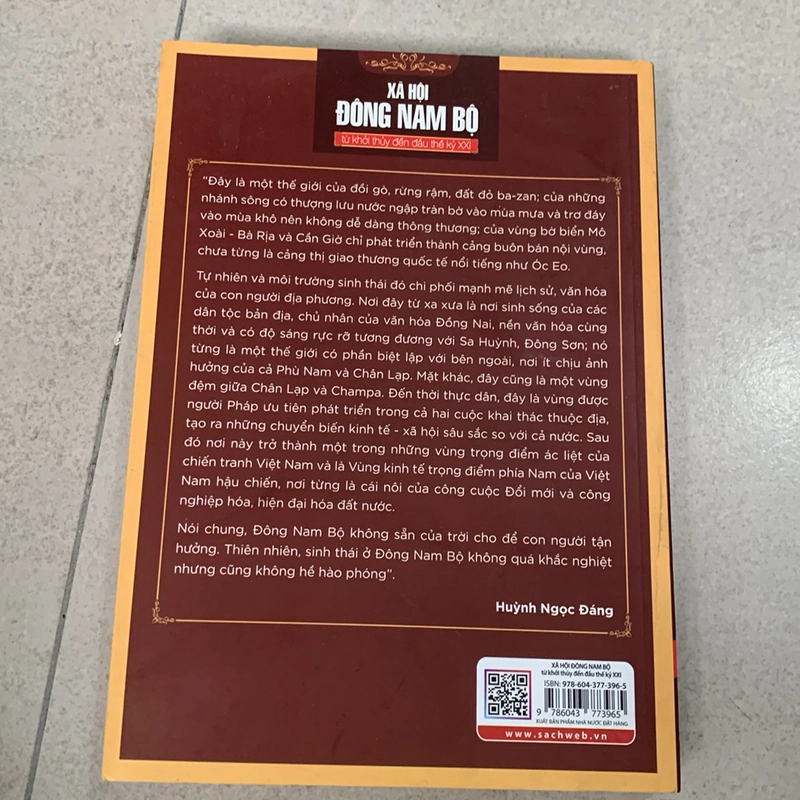 XÃ HỘI
ĐÔNG NAM BỘ
từ khởi thủy đến đầu thế kỷ XXI
“Đây là một thế giới của đồi gò, rừng rậm, đất đỏ ba-zan; của những
nhánh sông có thượng lưu nước ngập tràn bờ vào mùa mưa và trơ đáy
vào mùa khô nên không dễ dàng thông thương; của vùng bờ biển Mô
Xoài - Bà Rịa và Cần Giờ chỉ phát triển thành cảng buôn bán nội vùng,
chưa từng là cảng thị giao thương quốc tế nổi tiếng như Óc Eo.
Tự nhiên và môi trường sinh thái đó chi phối mạnh mẽ lịch sử, văn hóa
của con người địa phương. Nơi đây từ xa xưa là nơi sinh sống của các
dân tộc bản địa, chủ nhân của văn hóa Đồng Nai, nền văn hóa cùng
thời và có độ sáng rực rỡ tương đương với Sa Huỳnh, Đông Sơn; nó
từng là một thế giới có phần biệt lập với bên ngoài, nơi ít chịu ảnh
hưởng của cả Phù Nam và Chân Lạp. Mặt khác, đây cũng là một vùng
đệm giữa Chân Lạp và Champa. Đến thời thực dân, đây là vùng được
người Pháp ưu tiên phát triển trong cả hai cuộc khai thác thuộc địa,
tạo ra những chuyển biến kinh tế - xã hội sâu sắc so với cả nước. Sau
đó nơi này trở thành một trong những vùng trọng điểm ác liệt của
chiến tranh Việt Nam và là Vùng kinh tế trọng điểm phía Nam của Việt
Nam hậu chiến, nơi từng là cái nôi của công cuộc Đổi mới và công
nghiệp hóa, hiện đại hóa đất nước.
Nói chung, Đông Nam Bộ không sẵn của trời cho để con người tận
hưởng. Thiên nhiên, sinh thái ở Đông Nam Bộ không quá khắc nghiệt
nhưng cũng không hề hào phóng”.
Huỳnh Ngọc Đáng
XÃ HỘI ĐÔNG NAM BỘ
từ khởi thủy đến đầu thế kỷ XXI
ISBN: 978-604-377-396-5
9 786043 773965
XUẤT BẢN PHẨM NHÀ NƯỚC ĐẶT HÀNG
www.sachweb.vn